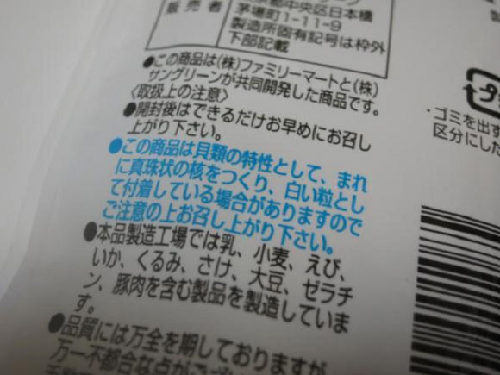 販売者
都中央区日本橋
茅場町1-11-9
製造所固有記号は枠外
下部記載
●この商品は(株)ファミリーマートと(株)
サングリーンが共同開発した商品です。
〈取扱上の注意〉
●開封後はできるだけお早めにお召し
上がり下さい。
●この商品は貝類の特性として、まれ
に真珠状の核をつくり、白い粒とし
て付着している場合がありますので
ご注意の上お召し上がり下さい。
●本品製造工場では乳、小麦、えび、
いか、くるみ、さけ、大豆、ゼラチ
ン、豚肉を含む製品を製造していま
す。
●品質には万全を期しておりますが
万一不都合な点がござ
プ
・ゴミを出す
区分にした